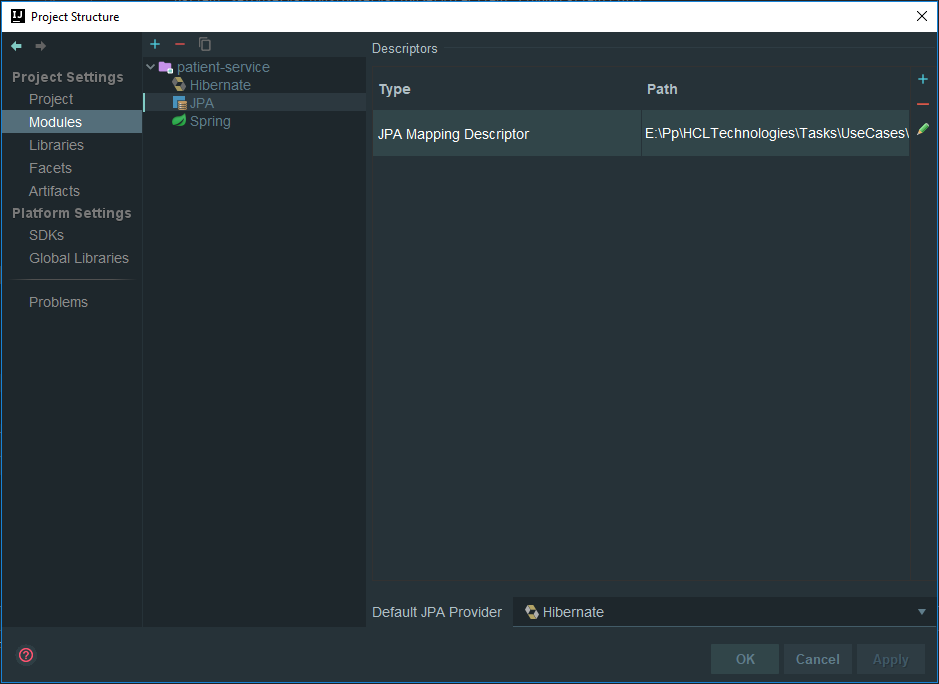 Project Structure
Project Settings
Project
Modules
Libraries
Facets
Artifacts
Platform Settings
SDKs
Global Libraries
Problems
patient-service
Hibernate
JPA
Spring
Descriptors
Type Path
JPA Mapping Descriptor E:\Pp\HCLTechnologies\Tasks\UseCases\
Default JPA Provider Hibernate
OK Cancel Apply